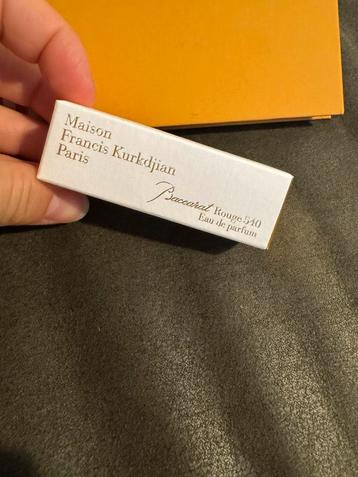 Maison
Francis Kurkdjian
Paris
Baccarat Rouge 540
Eau de parfum